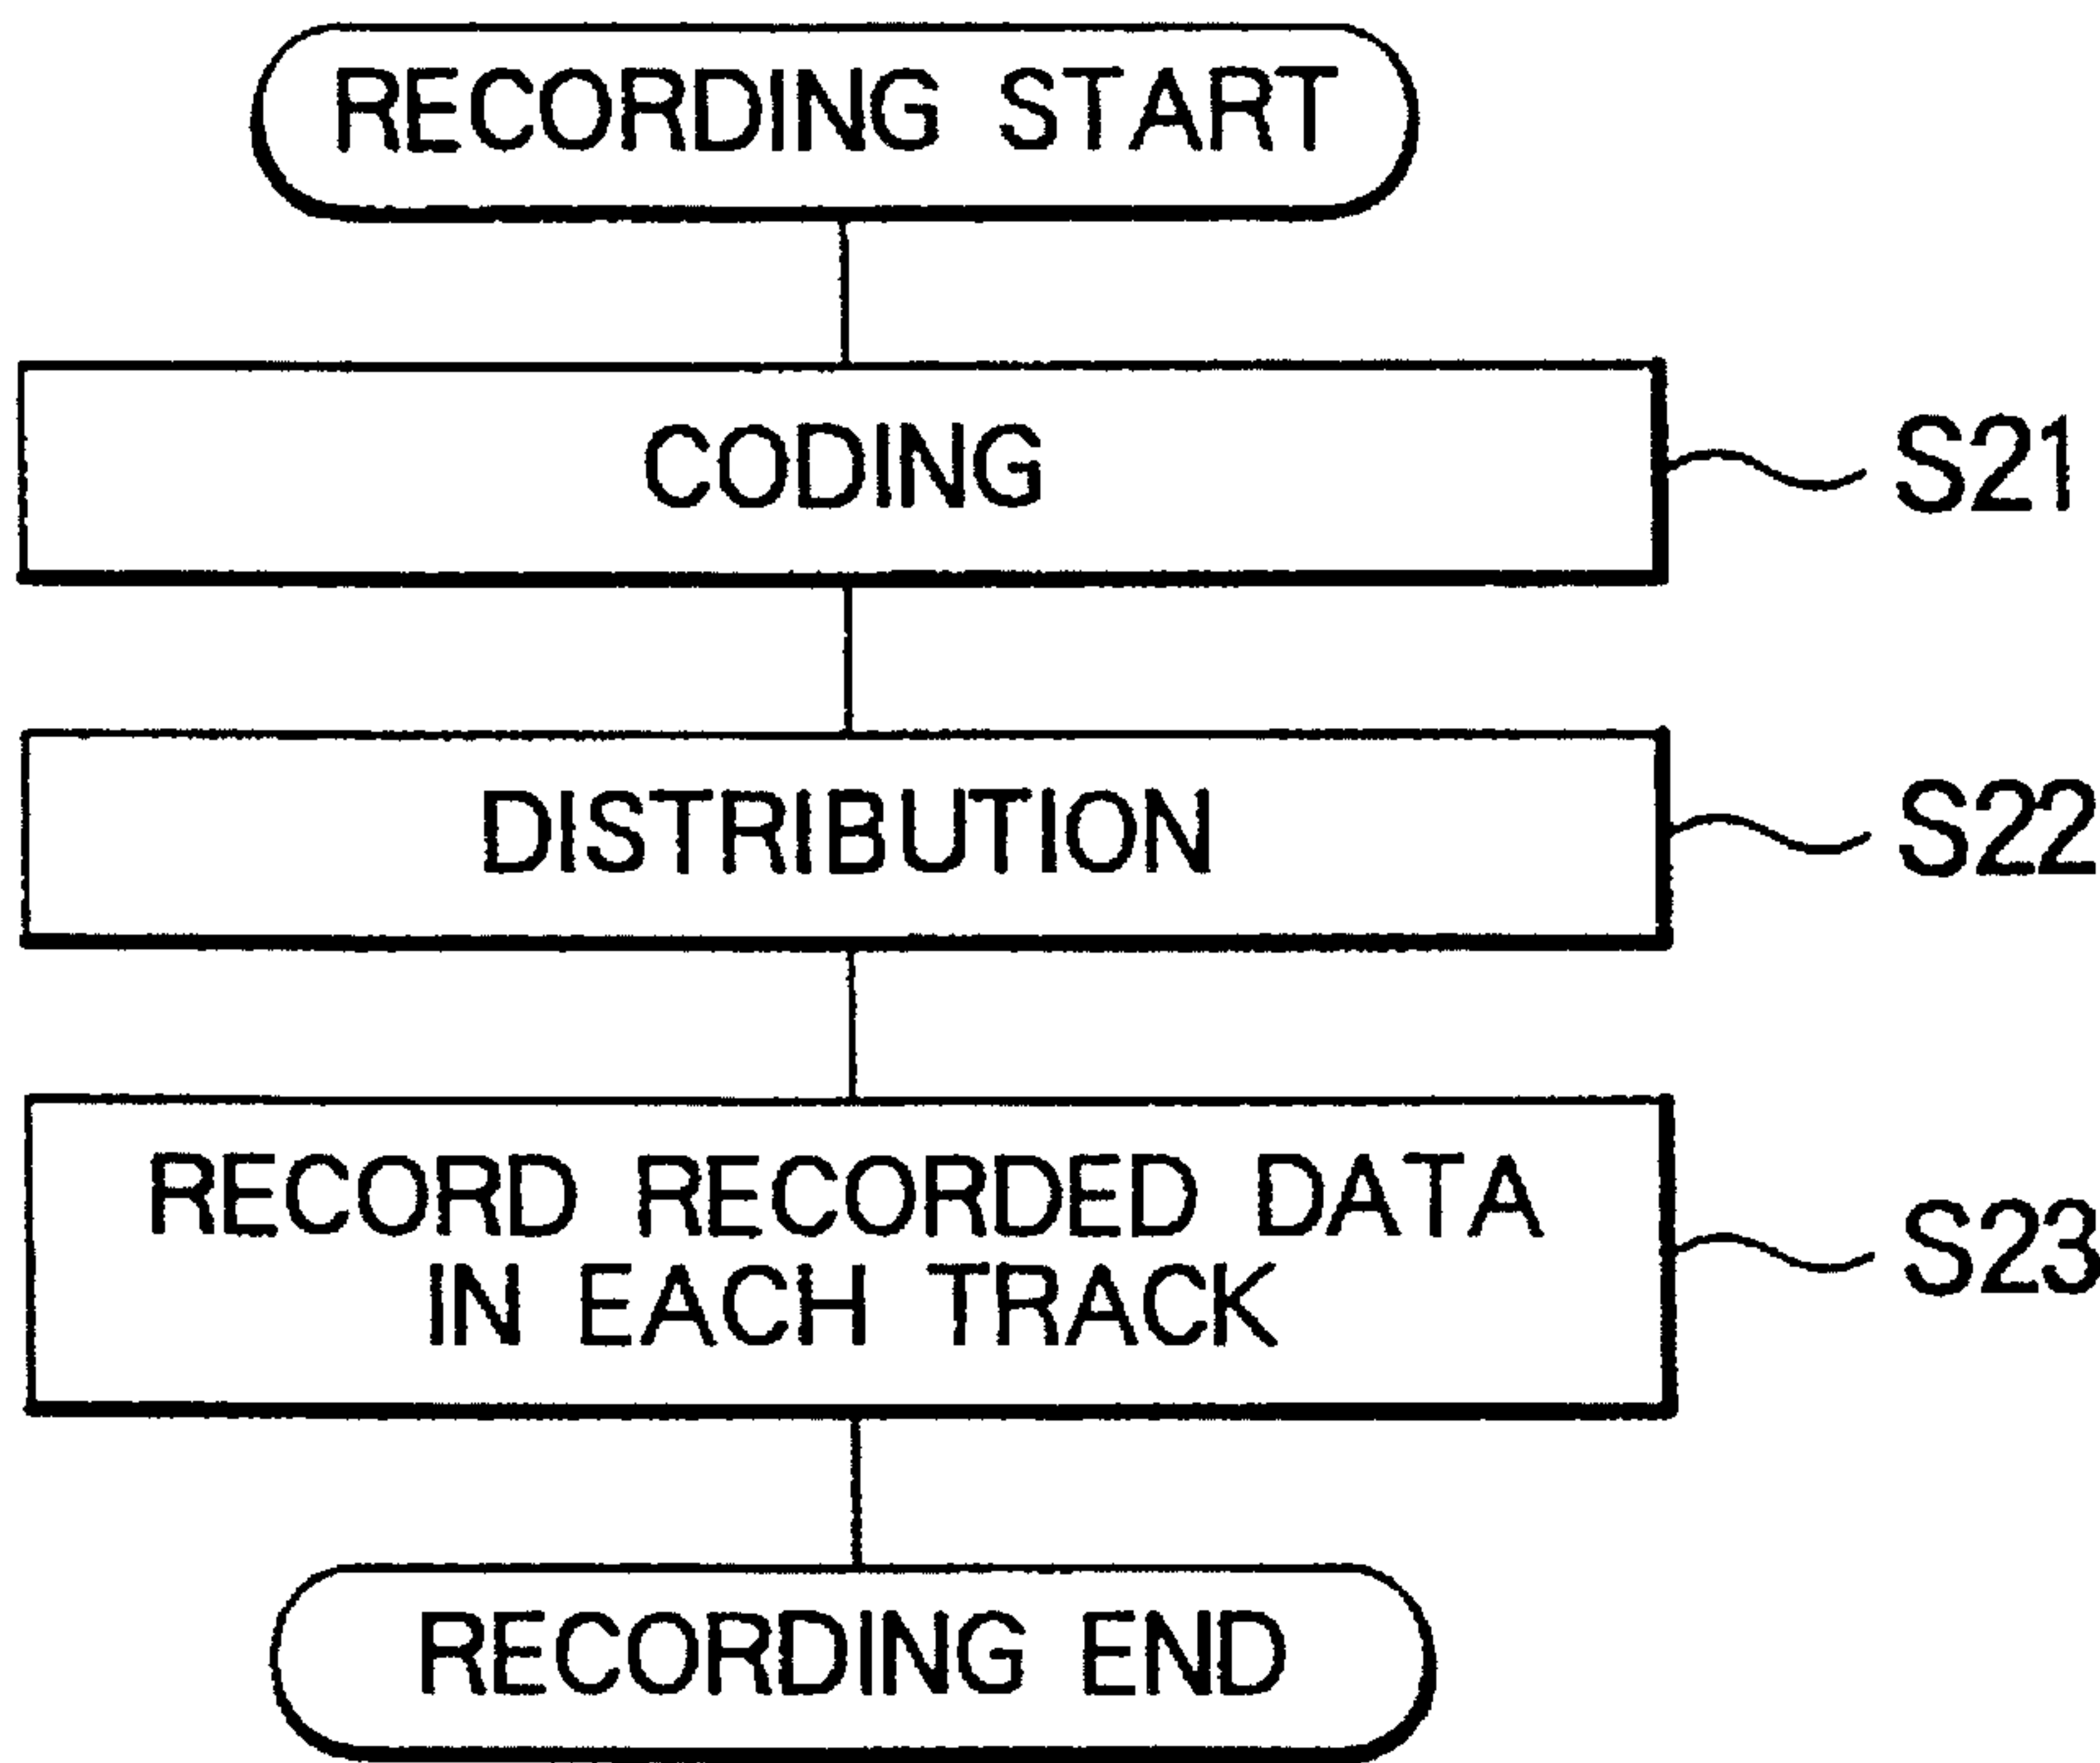 RECORDING START
CODING
S21
DISTRIBUTION
S22
RECORD RECORDED DATA
IN EACH TRACK
S23
RECORDING END